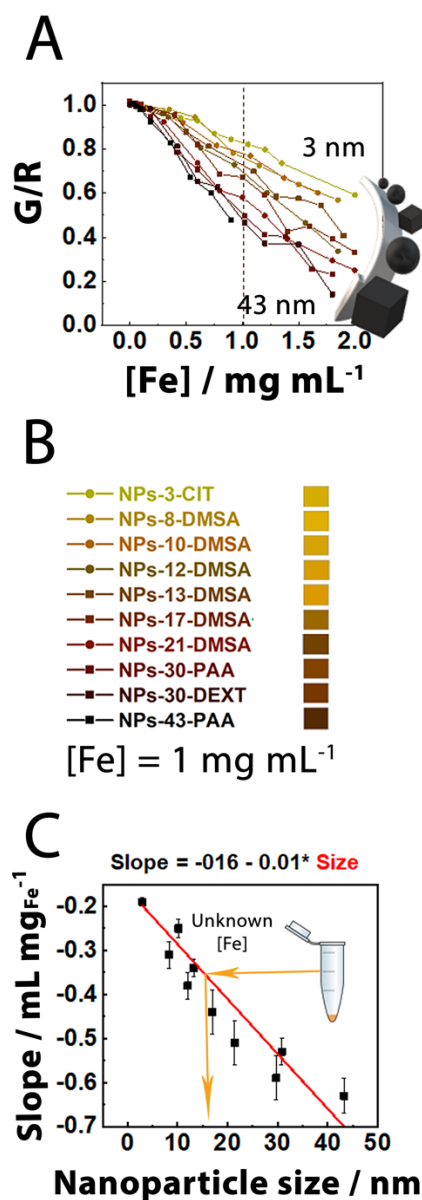 A
1.0
0.8
0.6
0.4
0.2
0.0
G/R
3 nm
43 nm
0.0 0.5 1.0 1.5 2.0
[Fe] / mg mL⁻¹
B
NPs-3-CIT
NPs-8-DMSA
NPs-10-DMSA
NPs-12-DMSA
NPs-13-DMSA
NPs-17-DMSA
NPs-21-DMSA
NPs-30-PAA
NPs-30-DEXT
NPs-43-PAA
[Fe] = 1 mg mL⁻¹
C
Slope = -016 - 0.01* Size
-0.2
-0.3
-0.4
-0.5
-0.6
-0.7
Slope / mL mgFe⁻¹
Unknown
[Fe]
0 10 20 30 40 50
Nanoparticle size / nm